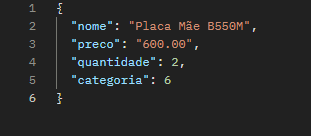 1 {
2 "nome": "Placa Mãe B550M",
3 "preco": "600.00",
4 "quantidade": 2,
5 "categoria": 6
6 }